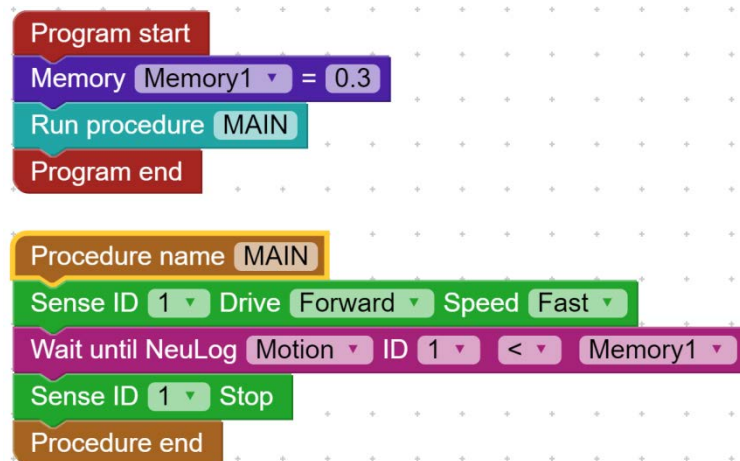 Program start
Memory Memory1 = 0.3
Run procedure MAIN
Program end
Procedure name MAIN
Sense ID 1 Drive Forward Speed Fast
Wait until NeuLog Motion ID 1 < Memory1
Sense ID 1 Stop
Procedure end